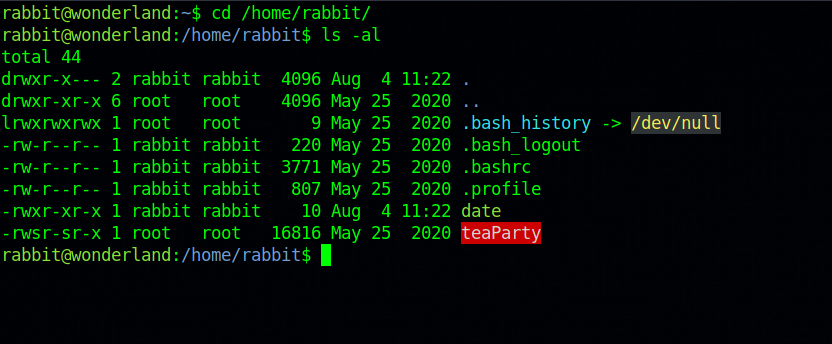 rabbit@wonderland:~$ cd /home/rabbit/
rabbit@wonderland:/home/rabbit$ ls -al
total 44
drwxr-x--- 2 rabbit rabbit  4096 Aug  4 11:22 .
drwxr-xr-x 6 root   root    4096 May 25  2020 ..
lrwxrwxrwx 1 root   root       9 May 25  2020 .bash_history -> /dev/null
-rw-r--r-- 1 rabbit rabbit   220 May 25  2020 .bash_logout
-rw-r--r-- 1 rabbit rabbit  3771 May 25  2020 .bashrc
-rw-r--r-- 1 rabbit rabbit   807 May 25  2020 .profile
-rwxr-xr-x 1 rabbit rabbit    10 Aug  4 11:22 date
-rwsr-sr-x 1 root   root   16816 May 25  2020 teaParty
rabbit@wonderland:/home/rabbit$